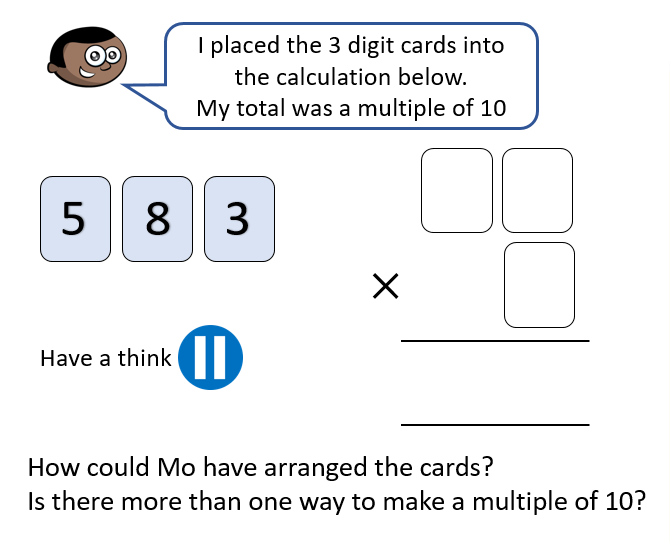 I placed the 3 digit cards into
the calculation below.
My total was a multiple of 10
5 8 3
×
Have a think
How could Mo have arranged the cards?
Is there more than one way to make a multiple of 10?